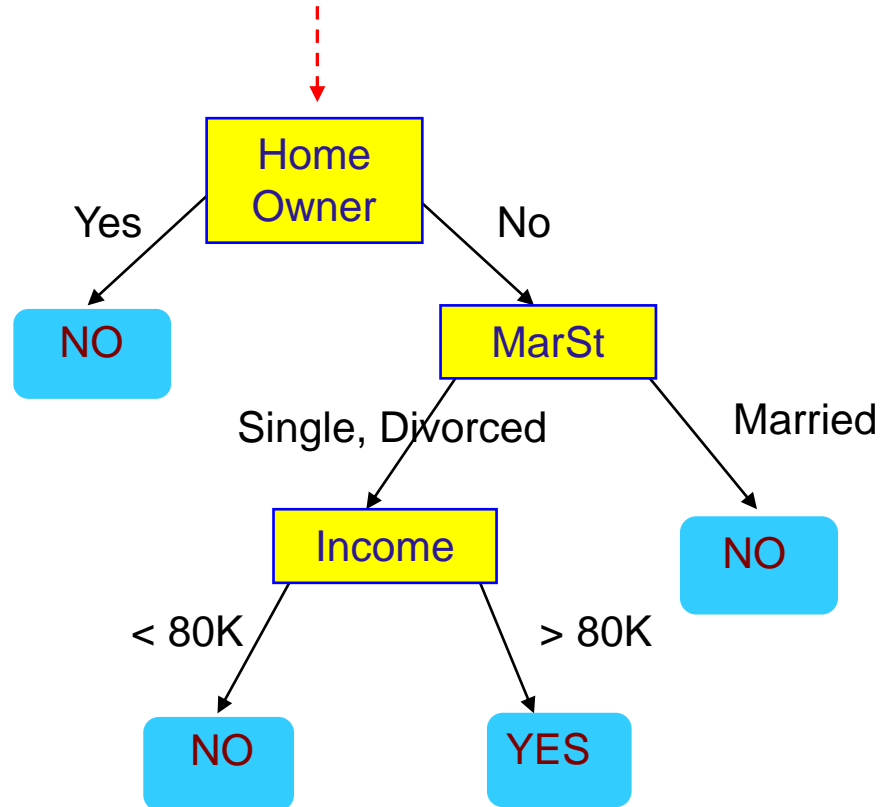 Home
Owner
Yes
No
NO
MarSt
Single, Divorced
Married
Income
NO
< 80K
> 80K
NO
YES